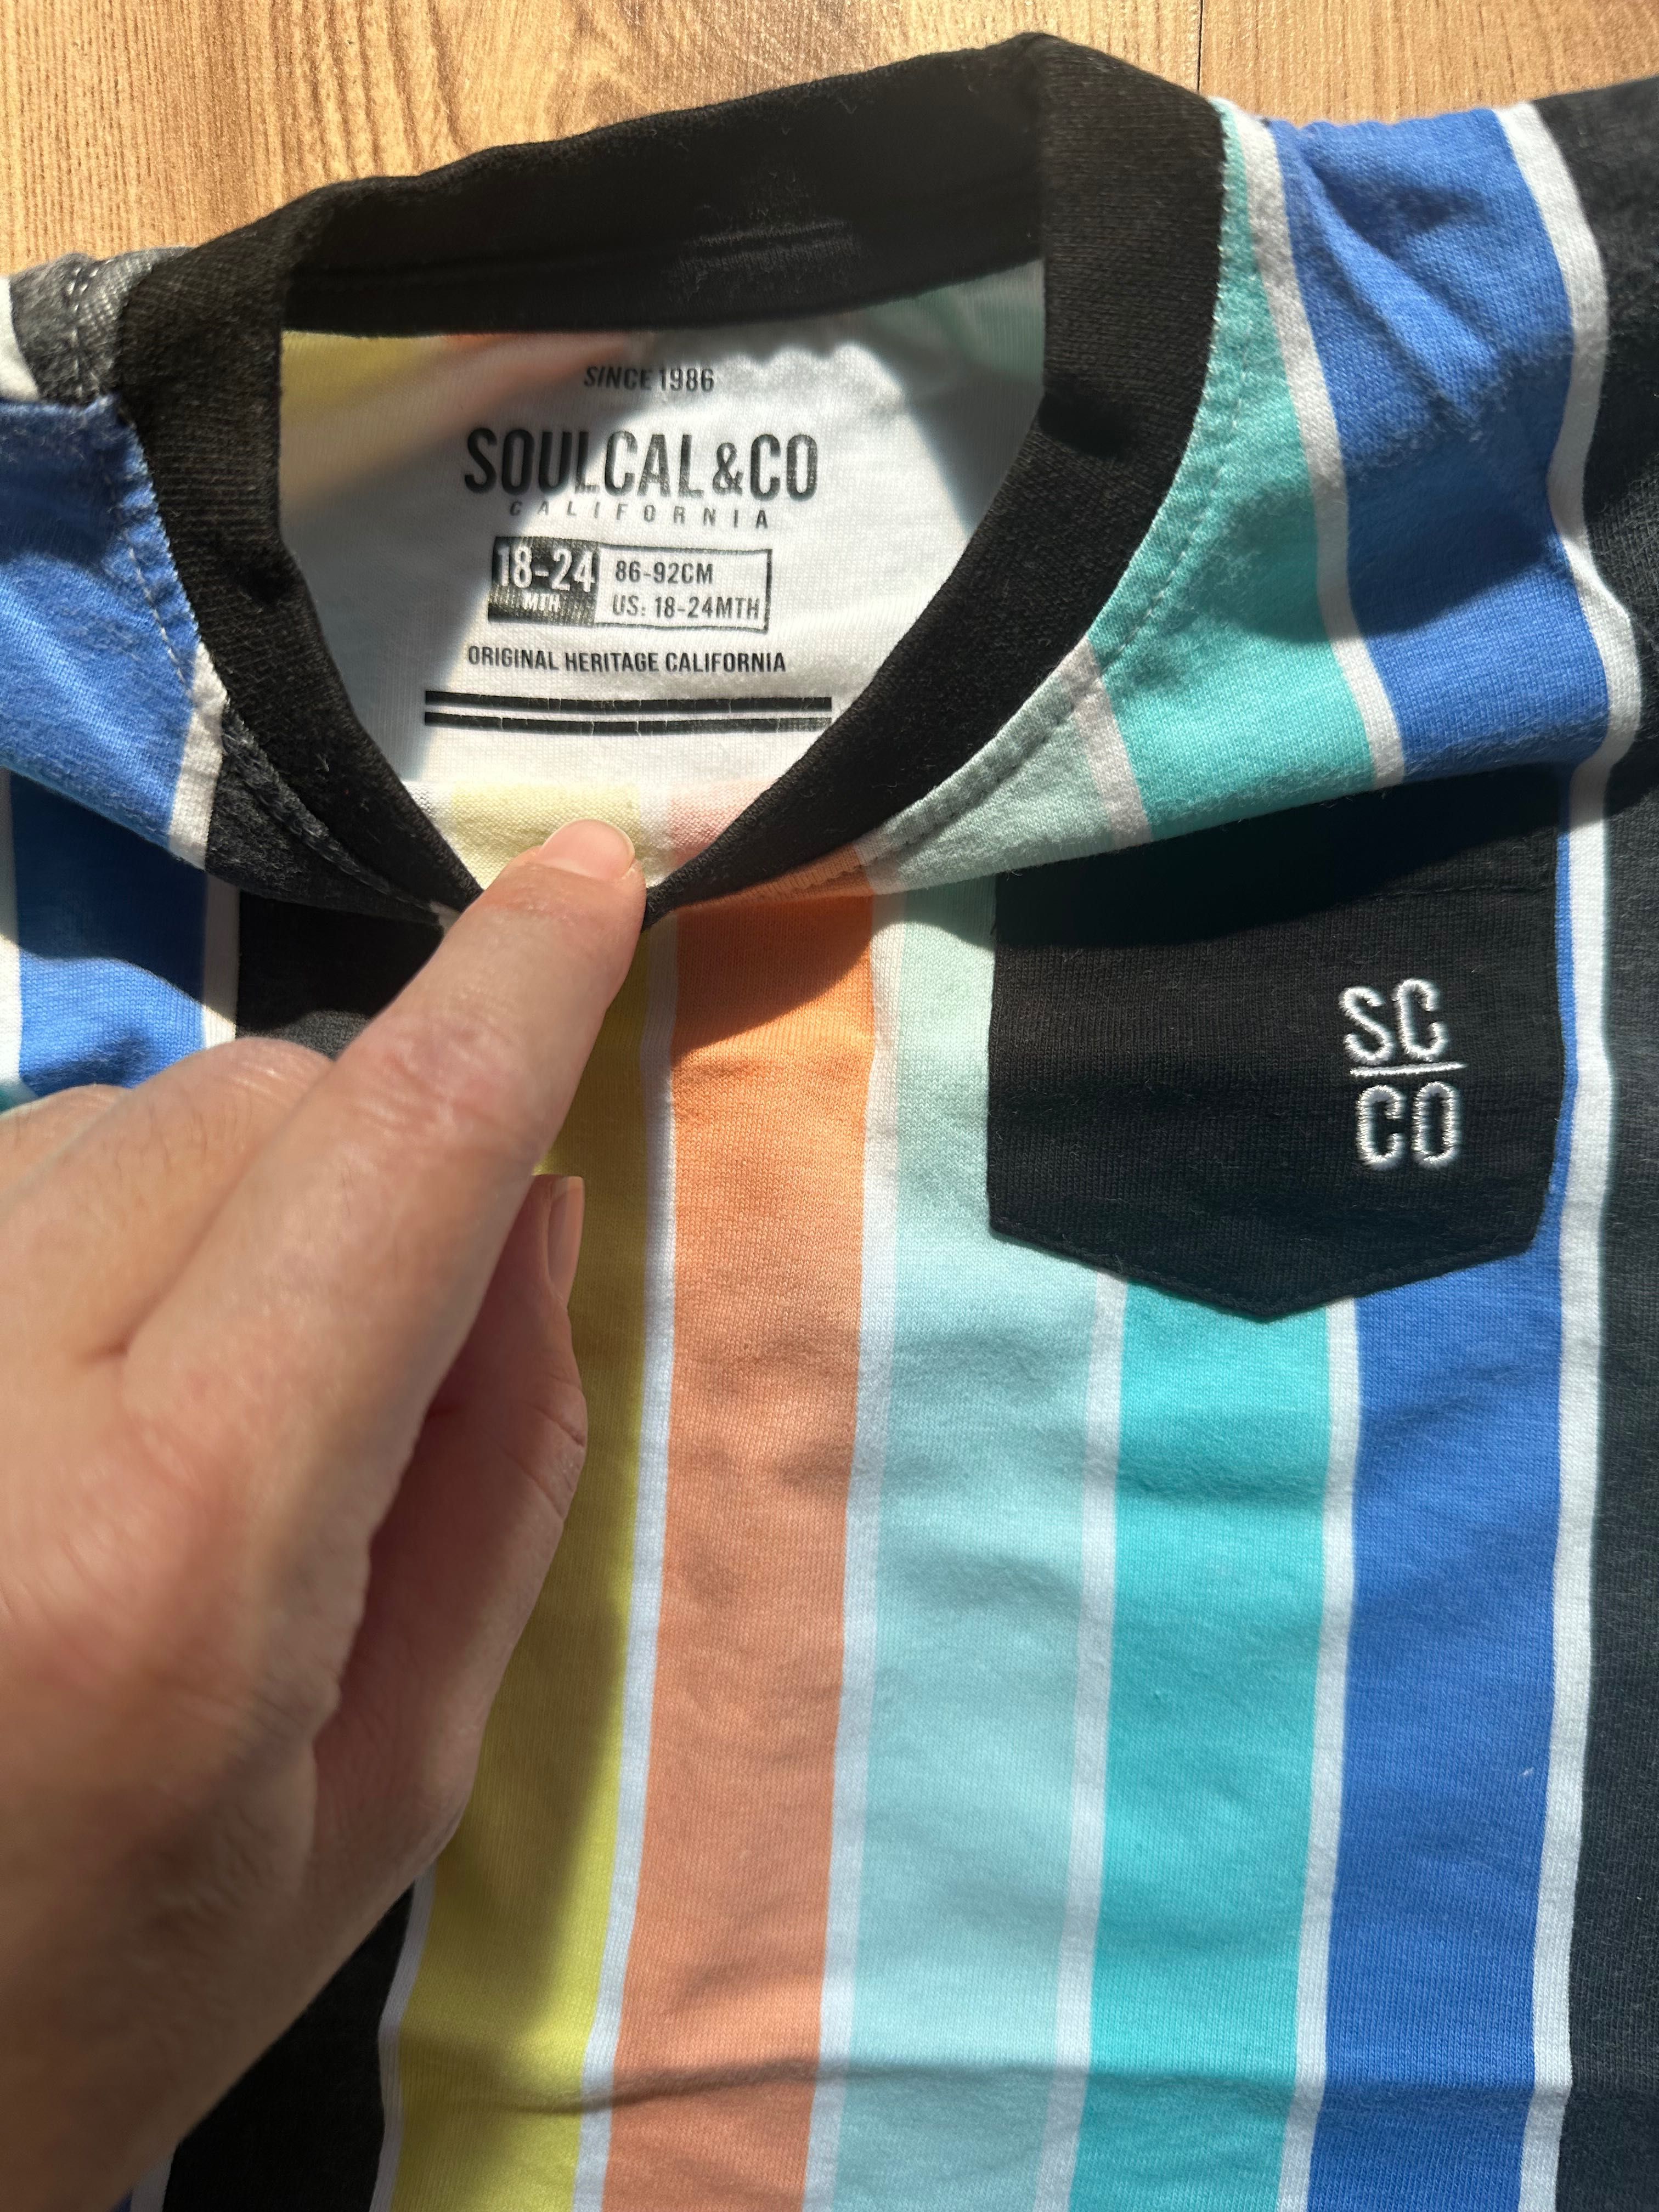 SINCE 1986
SOULCAL&CO
CALIFORNIA
18-24
MTH
86-92CM
US: 18-24MTH
ORIGINAL HERITAGE CALIFORNIA
SC
CO